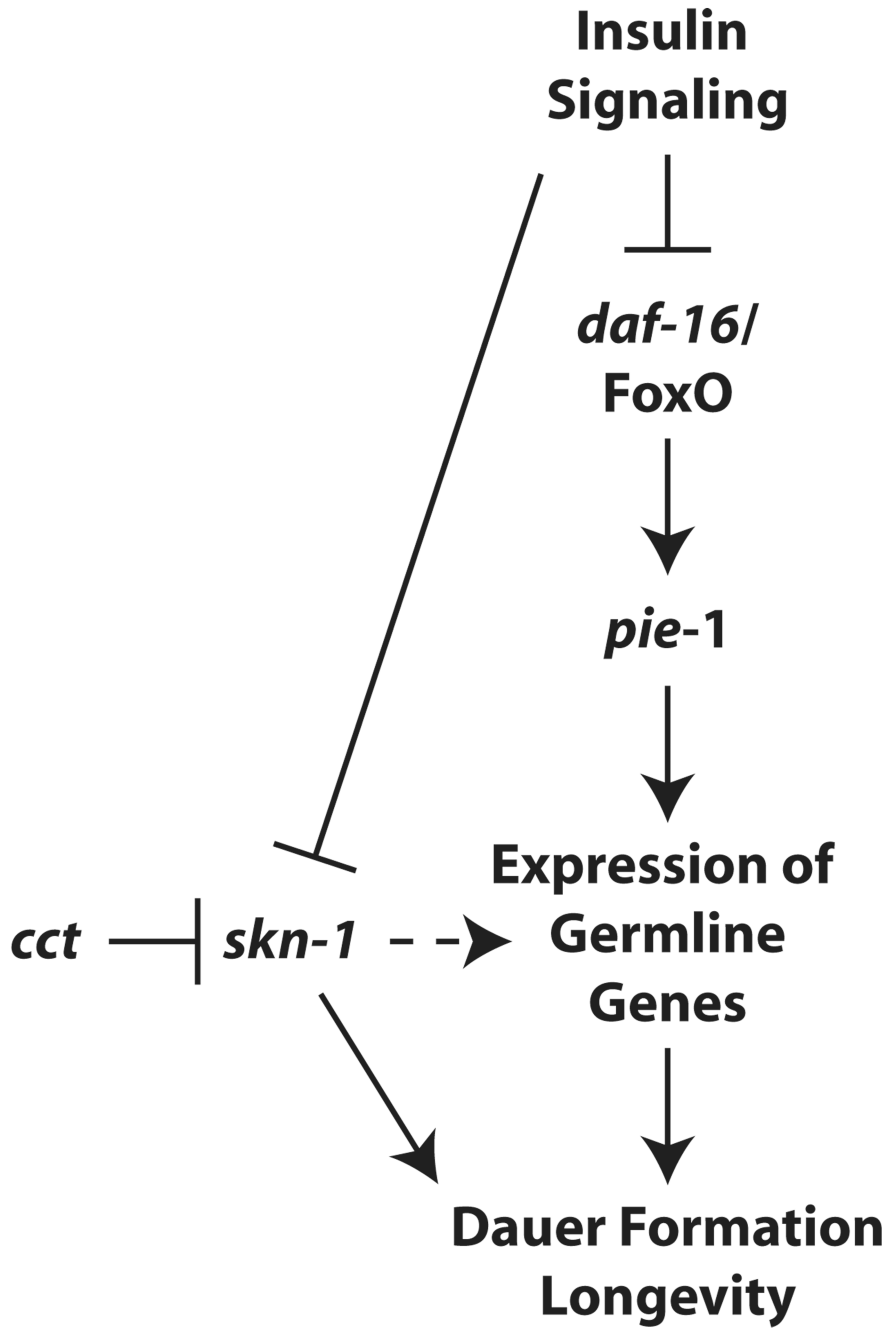 Insulin
Signaling
daf-16/
FoxO
pie-1
Expression of
Germline
Genes
cct
skn-1
Dauer Formation
Longevity